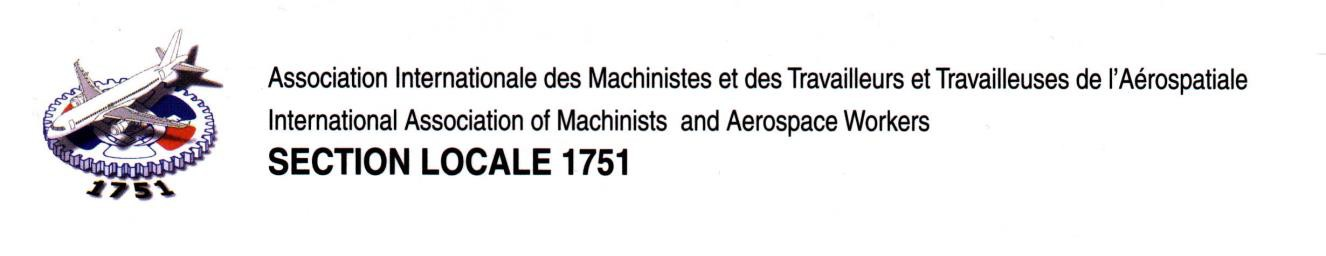 Association Internationale des Machinistes et des Travailleurs et Travailleuses de l'Aérospatiale
International Association of Machinists and Aerospace Workers
SECTION LOCALE 1751
1751